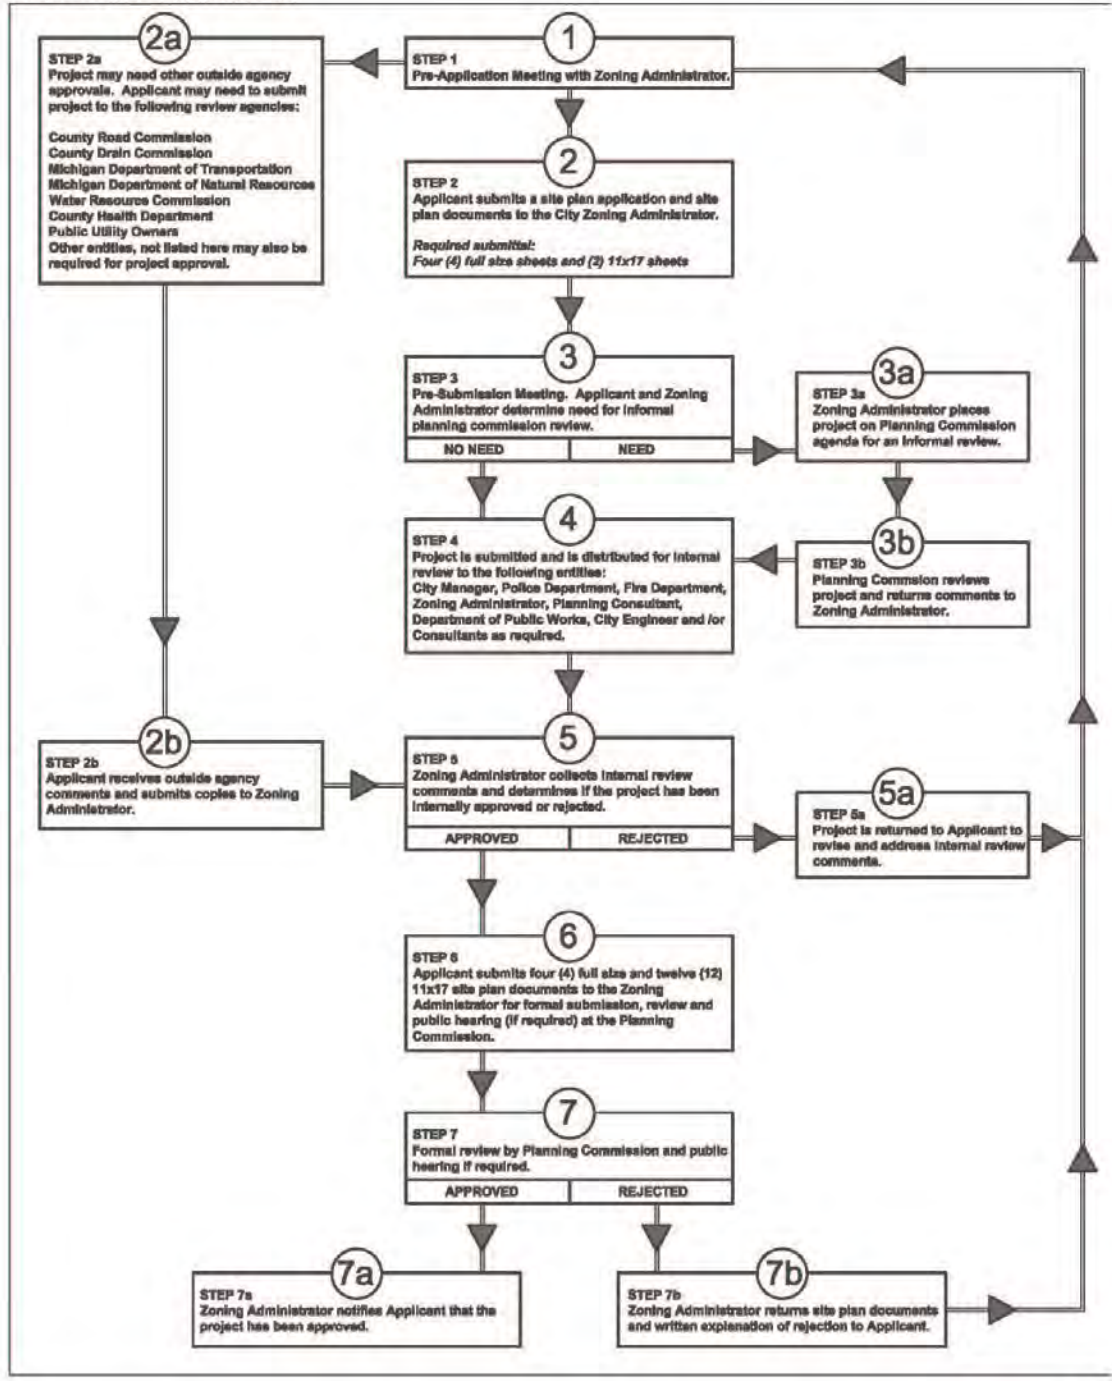 1
STEP 1
Pre-Application Meeting with Zoning Administrator.
2a
STEP 2a
Project may need other outside agency
approvals. Applicant may need to submit
project to the following review agencies:
County Road Commission
County Drain Commission
Michigan Department of Transportation
Michigan Department of Natural Resources
Water Resource Commission
County Health Department
Public Utility Owners
Other entities, not listed here may also be
required for project approval.
2
STEP 2
Applicant submits a site plan application and site
plan documents to the City Zoning Administrator.
Required submittal:
Four (4) full size sheets and (2) 11x17 sheets
3
STEP 3
Pre-Submission Meeting. Applicant and Zoning
Administrator determine need for informal
planning commission review.
NO NEED
NEED
3a
STEP 3a
Zoning Administrator places
project on Planning Commission
agenda for an informal review.
3b
STEP 3b
Planning Commsion reviews
project and returns comments to
Zoning Administrator.
4
STEP 4
Project is submitted and is distributed for internal
review to the following entities:
City Manager, Police Department, Fire Department,
Zoning Administrator, Planning Consultant,
Department of Public Works, City Engineer and /or
Consultants as required.
2b
STEP 2b
Applicant receives outside agency
comments and submits copies to Zoning
Administrator.
5
STEP 5
Zoning Administrator collects internal review
comments and determines if the project has been
internally approved or rejected.
APPROVED
REJECTED
5a
STEP 5a
Project is returned to Applicant to
revise and address internal review
comments.
6
STEP 6
Applicant submits four (4) full size and twelve (12)
11x17 site plan documents to the Zoning
Administrator for formal submission, review and
public hearing (if required) at the Planning
Commission.
7
STEP 7
Formal review by Planning Commission and public
hearing if required.
APPROVED
REJECTED
7a
STEP 7a
Zoning Administrator notifies Applicant that the
project has been approved.
7b
STEP 7b
Zoning Administrator returns site plan documents
and written explanation of rejection to Applicant.